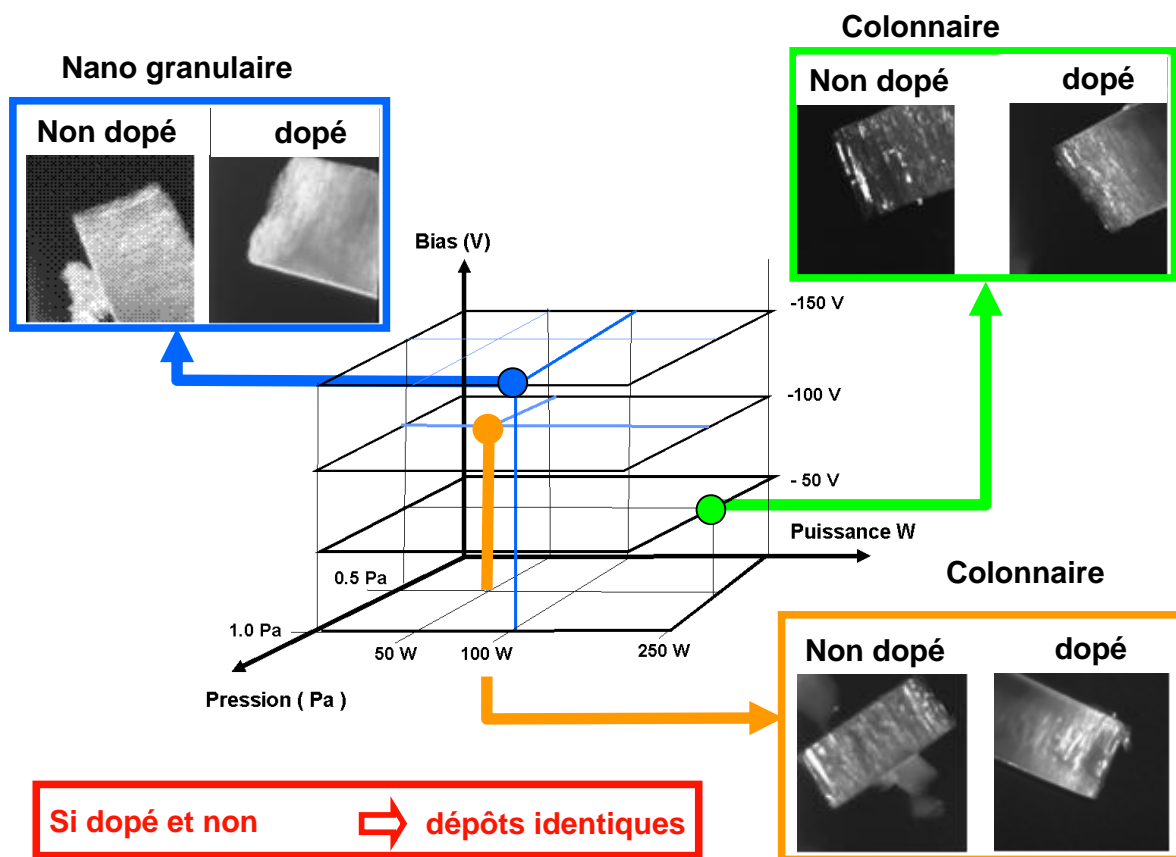 Colonnaire
Nano granulaire
Non dopé dopé
Non dopé dopé
Bias (V)
-150 V
-100 V
- 50 V
Puissance W
0.5 Pa
Colonnaire
1.0 Pa
50 W 100 W 250 W
Non dopé dopé
Pression ( Pa )
Si dopé et non dépôts identiques